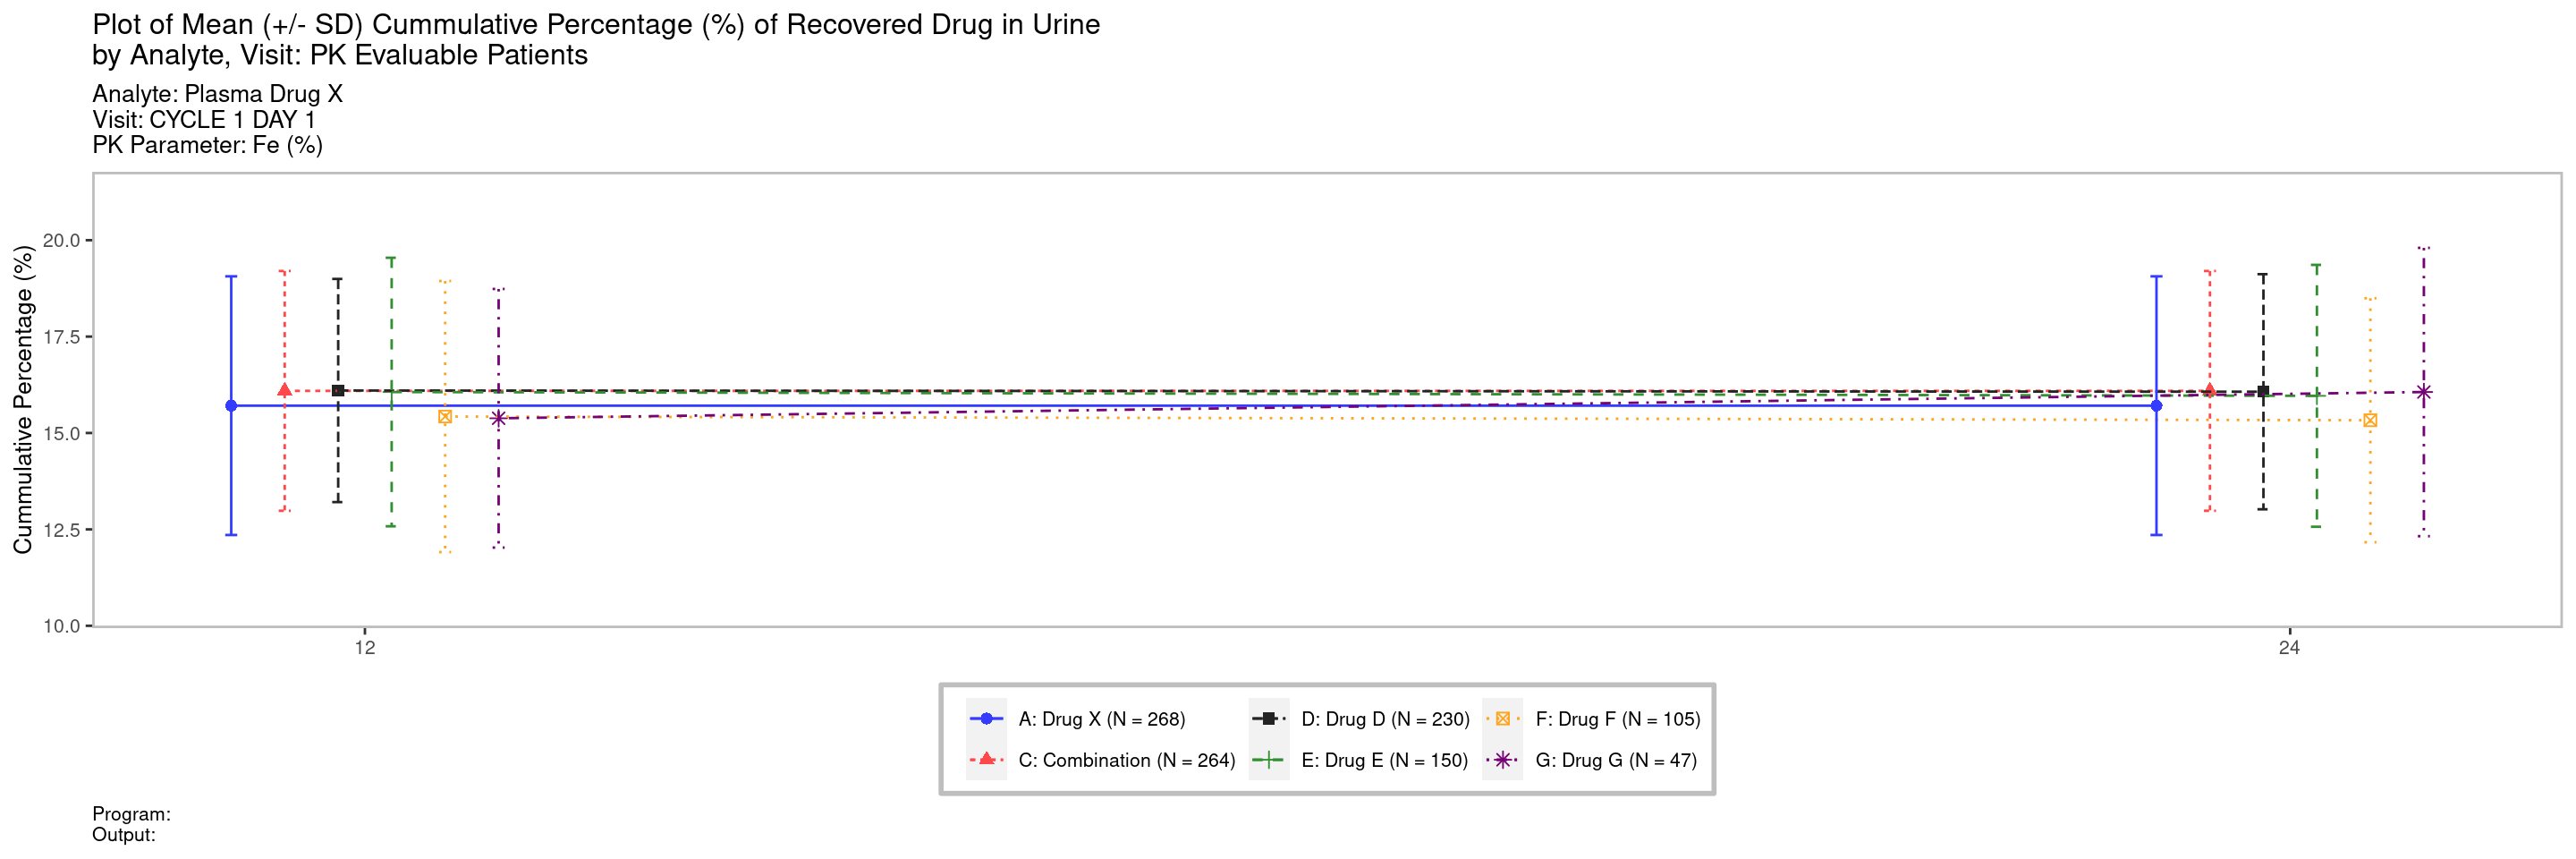 Plot of Mean (+/- SD) Cummulative Percentage (%) of Recovered Drug in Urine
by Analyte, Visit: PK Evaluable Patients
Analyte: Plasma Drug X
Visit: CYCLE 1 DAY 1
PK Parameter: Fe (%)
Cummulative Percentage (%)
20.0
17.5
15.0
12.5
10.0
12
24
A: Drug X (N = 268)
D: Drug D (N = 230)
F: Drug F (N = 105)
C: Combination (N = 264)
E: Drug E (N = 150)
G: Drug G (N = 47)
Program:
Output: